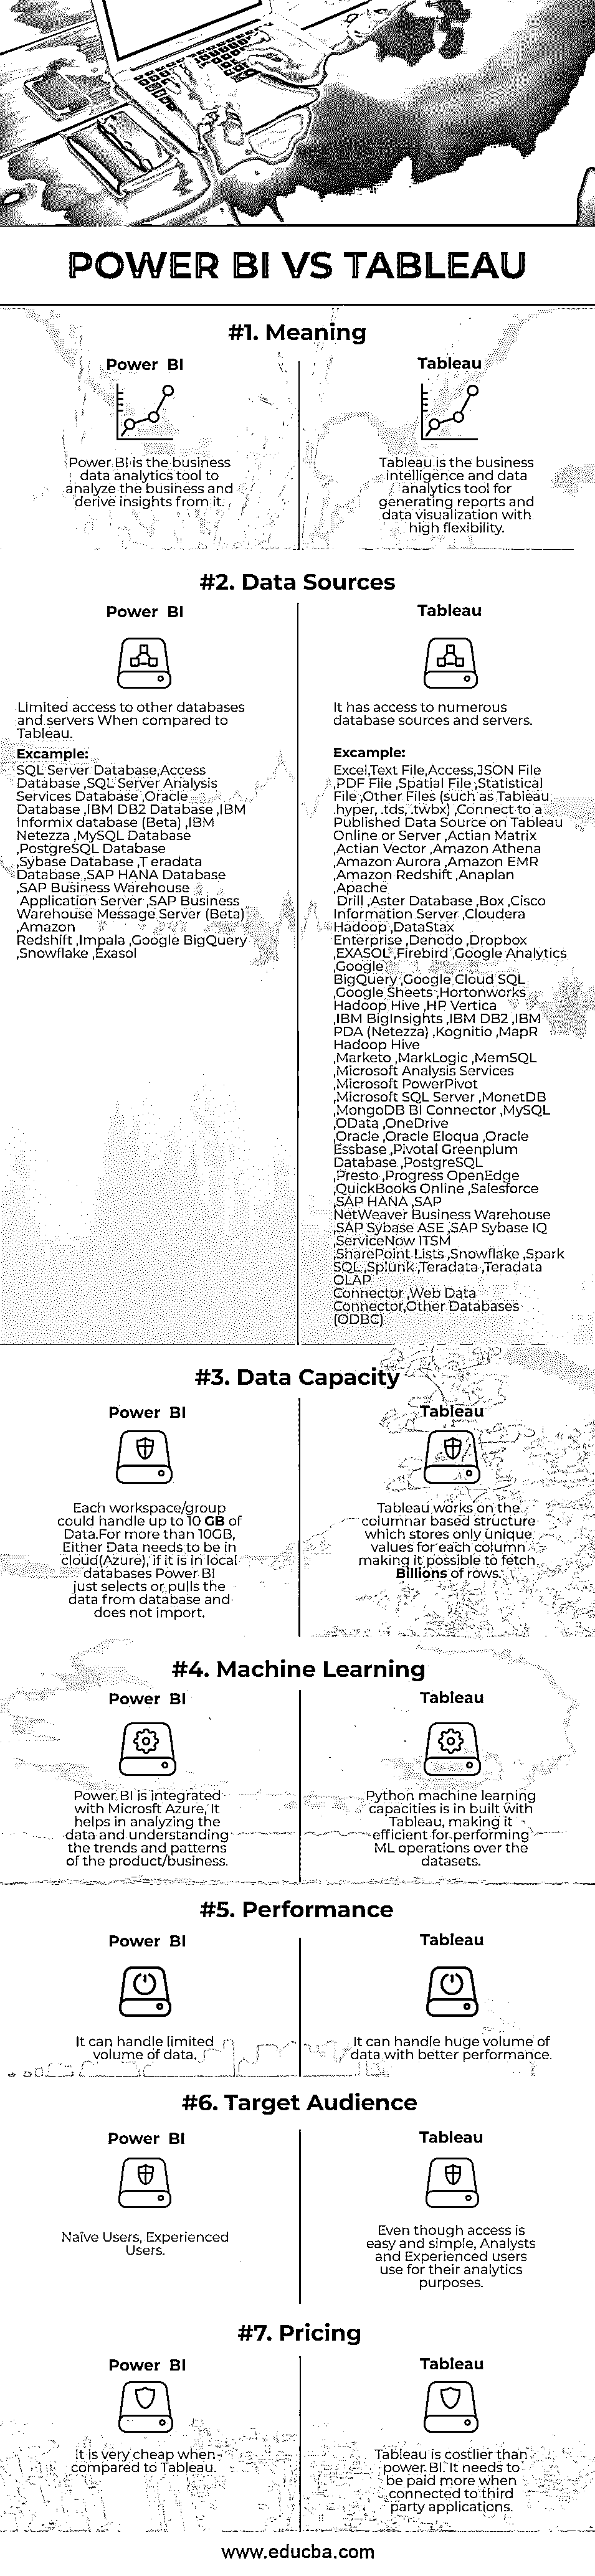 POWER BI VS TABLEAU
#1. Meaning
Power BI
Tableau
Power BI is the business
data analytics tool to
analyze the business and
derive insights from it.
Tableau is the business
intelligence and data
analytics tool for
generating reports and
data visualization with
high flexibility.
#2. Data Sources
Power BI
Tableau
Limited access to other databases
and servers When compared to
Tableau.
Excample:
SQL Server Database,Access
Database ,SQL Server Analysis
Services Database ,Oracle
Database ,IBM DB2 Database ,IBM
Informix database (Beta) ,IBM
Netezza ,MySQL Database
,PostgreSQL Database
,Sybase Database ,T eradata
Database ,SAP HANA Database
,SAP Business Warehouse
Application Server ,SAP Business
Warehouse Message Server (Beta)
,Amazon
Redshift ,Impala ,Google BigQuery
,Snowflake ,Exasol
It has access to numerous
database sources and servers.
Excample:
Excel,Text File,Access,JSON File
,PDF File ,Spatial File ,Statistical
File ,Other Files (such as Tableau
.hyper, .tds, .twbx) ,Connect to a
Published Data Source on Tableau
Online or Server ,Actian Matrix
,Actian Vector ,Amazon Athena
,Amazon Aurora ,Amazon EMR
,Amazon Redshift ,Anaplan
,Apache
Drill ,Aster Database ,Box ,Cisco
Information Server ,Cloudera
Hadoop ,DataStax
Enterprise ,Denodo ,Dropbox
,EXASOL ,Firebird ,Google Analytics
,Google
BigQuery ,Google Cloud SQL
,Google Sheets ,Hortonworks
Hadoop Hive ,HP Vertica
,IBM BigInsights ,IBM DB2 ,IBM
PDA (Netezza) ,Kognitio ,MapR
Hadoop Hive
,Marketo ,MarkLogic ,MemSQL
,Microsoft Analysis Services
,Microsoft PowerPivot
,Microsoft SQL Server ,MonetDB
,MongoDB BI Connector ,MySQL
,OData ,OneDrive
,Oracle ,Oracle Eloqua ,Oracle
Essbase ,Pivotal Greenplum
Database ,PostgreSQL
,Presto ,Progress OpenEdge
,QuickBooks Online ,Salesforce
,SAP HANA ,SAP
NetWeaver Business Warehouse
,SAP Sybase ASE ,SAP Sybase IQ
,ServiceNow ITSM
,SharePoint Lists ,Snowflake ,Spark
SQL ,Splunk ,Teradata ,Teradata
OLAP
Connector ,Web Data
Connector,Other Databases
(ODBC)
#3. Data Capacity
Power BI
Tableau
Each workspace/group
could handle up to 10 GB of
Data.For more than 10GB,
Either Data needs to be in
cloud(Azure), if it is in local
databases Power BI
just selects or pulls the
data from database and
does not import.
Tableau works on the
columnar based structure
which stores only unique
values for each column
making it possible to fetch
Billions of rows.
#4. Machine Learning
Power BI
Tableau
Power BI is integrated
with Microsft Azure, It
helps in analyzing the
data and understanding
the trends and patterns
of the product/business.
Python machine learning
capacities is in built with
Tableau, making it
efficient for performing
ML operations over the
datasets.
#5. Performance
Power BI
Tableau
It can handle limited
volume of data.
It can handle huge volume of
data with better performance.
#6. Target Audience
Power BI
Tableau
Naïve Users, Experienced
Users.
Even though access is
easy and simple, Analysts
and Experienced users
use for their analytics
purposes.
#7. Pricing
Power BI
Tableau
It is very cheap when
compared to Tableau.
Tableau is costlier than
power BI. It needs to
be paid more when
connected to third
party applications.
www.educba.com